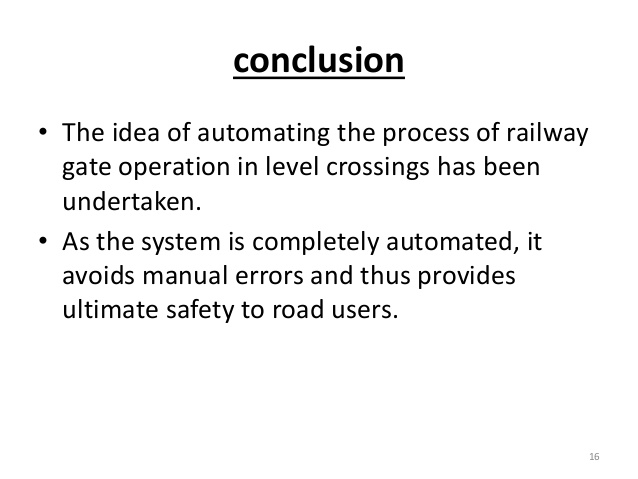 conclusion
• The idea of automating the process of railway
gate operation in level crossings has been
undertaken.
• As the system is completely automated, it
avoids manual errors and thus provides
ultimate safety to road users.
16